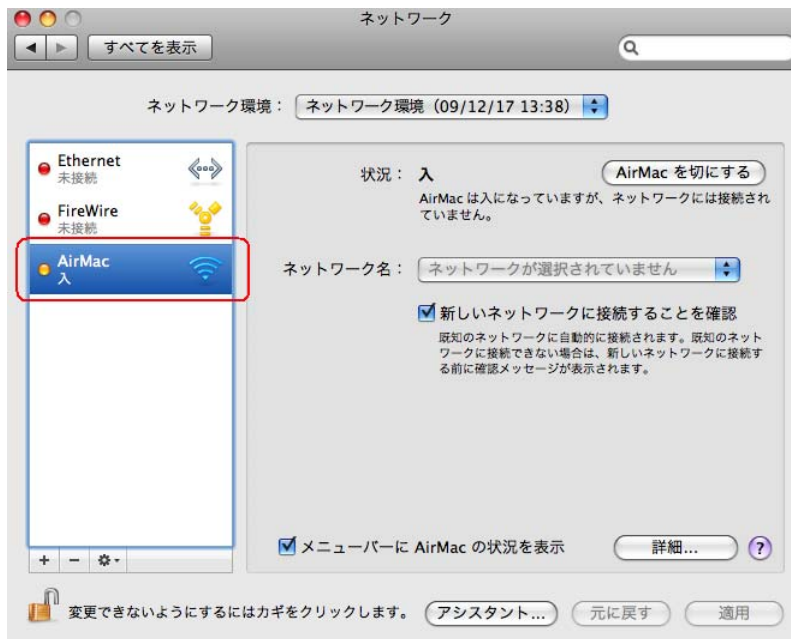 ネットワーク
すべてを表示
ネットワーク環境： ネットワーク環境（09/12/17 13:38）
Ethernet
未接続
FireWire
未接続
AirMac
入
状況： 入
AirMac を切にする
AirMac は入になっていますが、ネットワークには接続され
ていません。
ネットワーク名： ネットワークが選択されていません
新しいネットワークに接続することを確認
既知のネットワークに自動的に接続されます。既知のネット
ワークに接続できない場合は、新しいネットワークに接続す
る前に確認メッセージが表示されます。
メニューバーに AirMac の状況を表示
詳細...
?
変更できないようにするにはカギをクリックします。
アシスタント...
元に戻す
適用